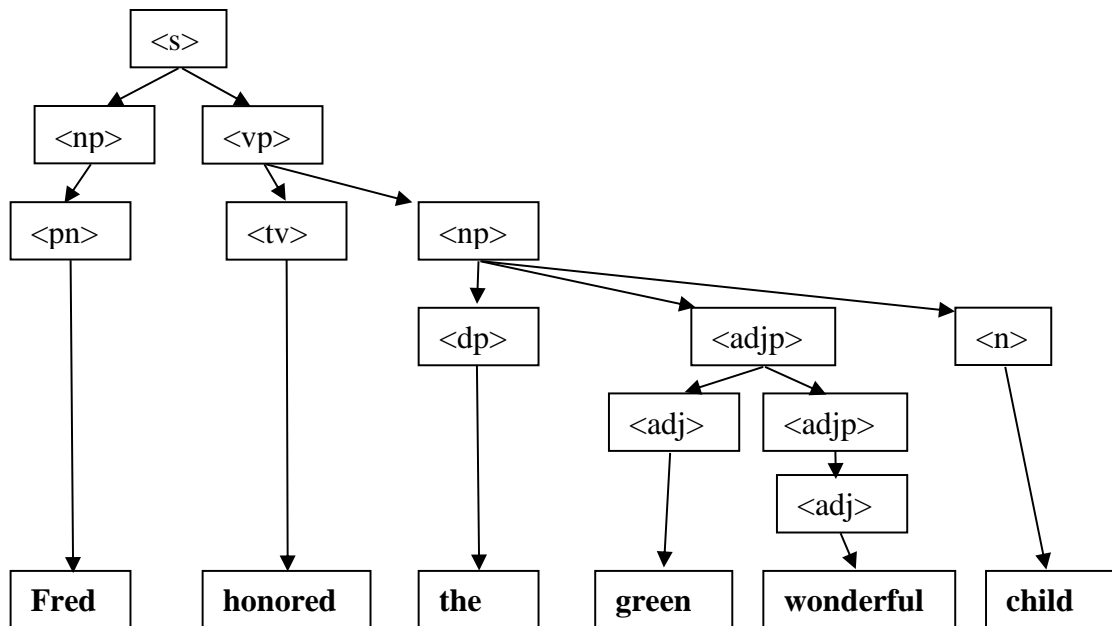 <s>
<np> <vp>
<pn> <tv> <np>
<dp> <adjp> <n>
<adj> <adjp>
<adj>
Fred honored the green wonderful child